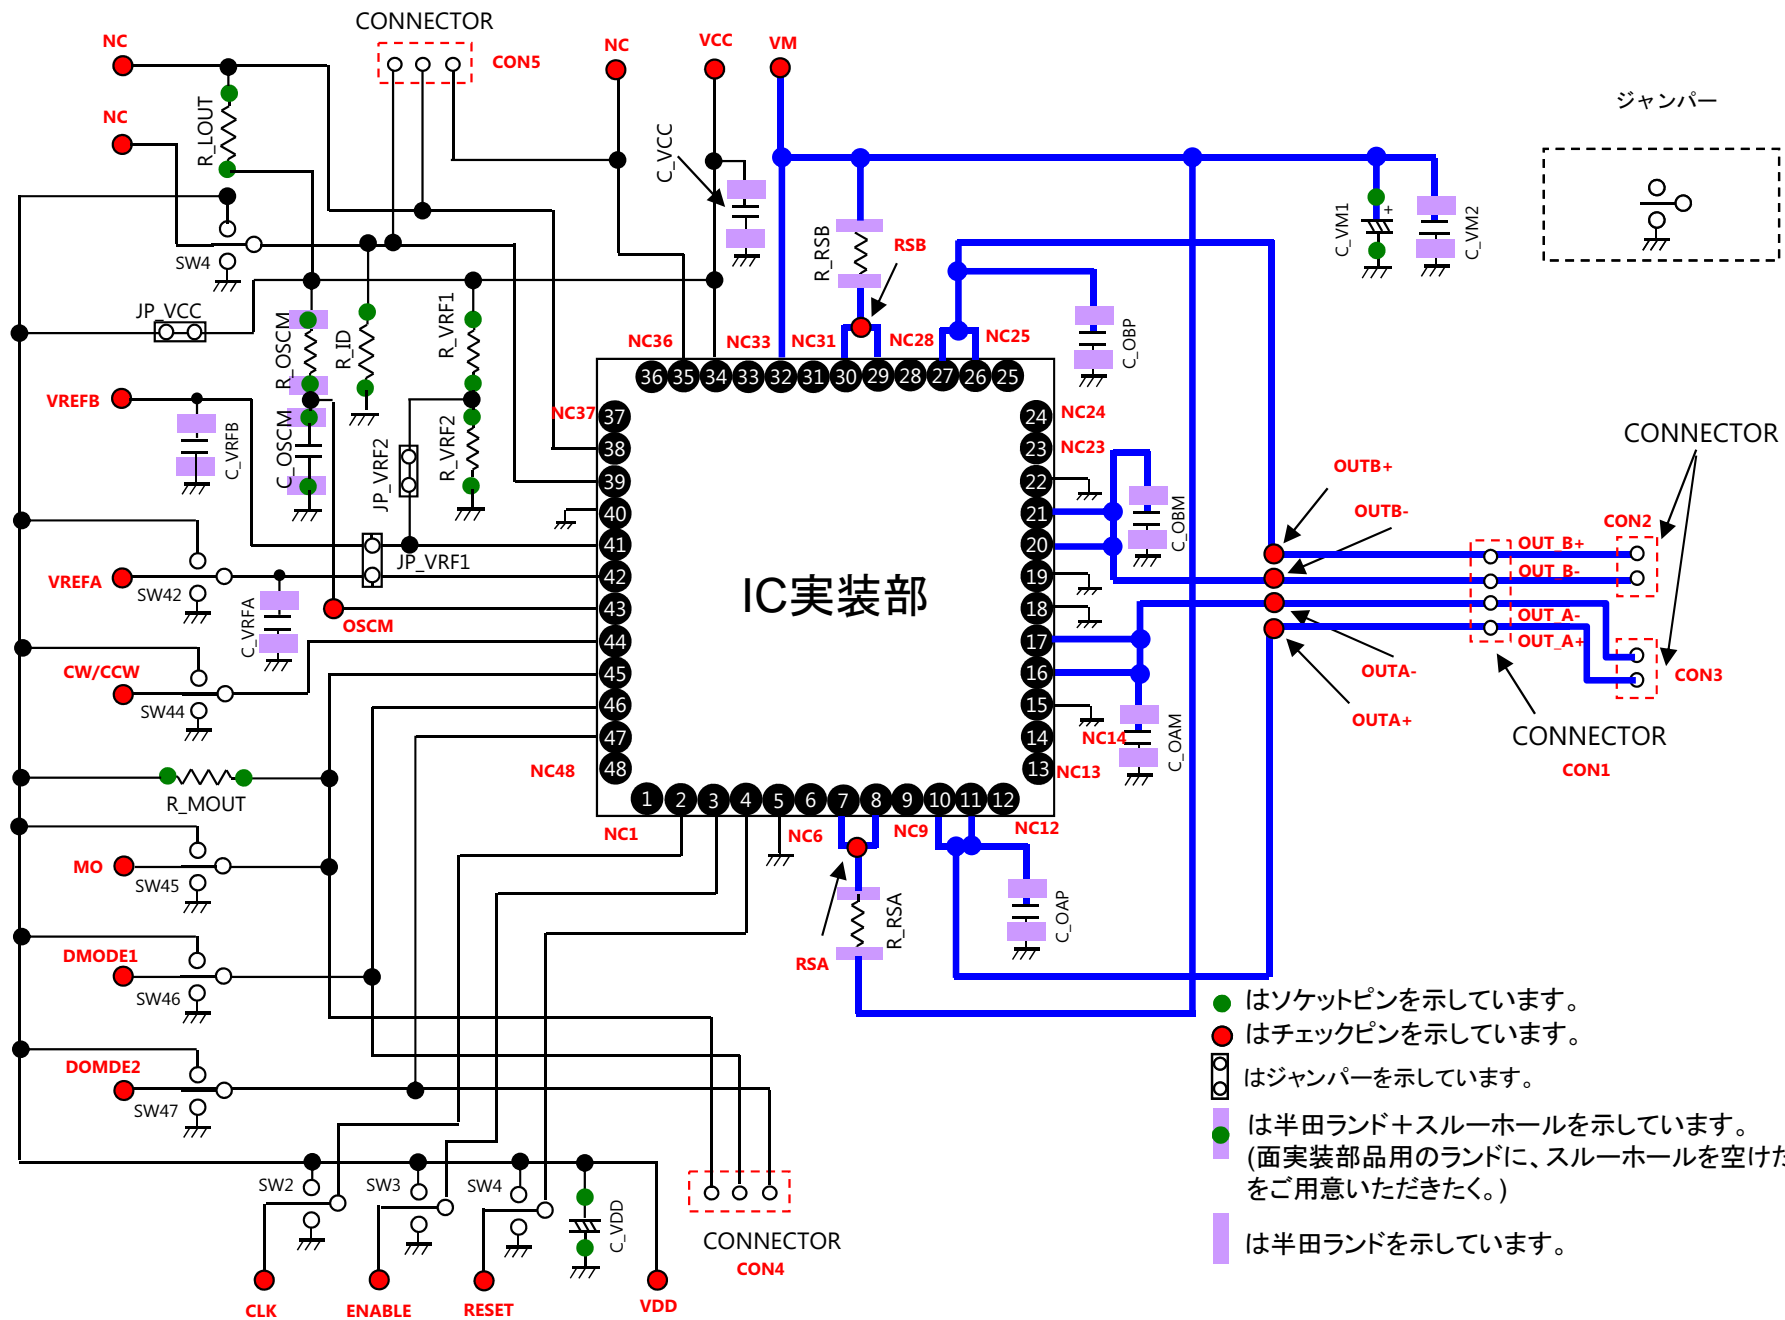 CONNECTOR
NC
CON5
NC
VCC
VM
ジャンパー
NC
R_LOUT
C_VCC
SW4
R_RSB
RSB
C_VM1
+
C_VM2
JP_VCC
R_OSCM
R_ID
R_VRF1
NC36
NC33
NC31
NC28
NC25
C_OBP
36 35 34 33 32 31 30 29 28 27 26 25
VREFB
C_VRFB
C_OSCM
JP_VRF2
R_VRF2
NC37
37
38
39
40
41
42
43
44
45
46
47
48
NC24
24
NC23
23
22
21
20
19
18
17
16
15
14
13
NC14
NC13
C_OBM
C_OAM
IC実装部
JP_VRF1
VREFA
SW42
C_VRFA
OSCM
CW/CCW
SW44
R_MOUT
NC48
MO
SW45
DMODE1
SW46
DOMDE2
SW47
1 2 3 4 5 6 7 8 9 10 11 12
NC1
NC6
NC9
NC12
RSA
R_RSA
C_OAP
OUTB+
OUTB-
OUTA-
OUTA+
OUT_B+
OUT_B-
OUT_A-
OUT_A+
CONNECTOR
CON2
CON3
CONNECTOR
CON1
はソケットピンを示しています。
はチェックピンを示しています。
はジャンパーを示しています。
は半田ランド＋スルーホールを示しています。
(面実装部品用のランドに、スルーホールを空けた
をご用意いただきたく。)
は半田ランドを示しています。
SW2
SW3
SW4
C_VDD
CONNECTOR
CON4
CLK
ENABLE
RESET
VDD